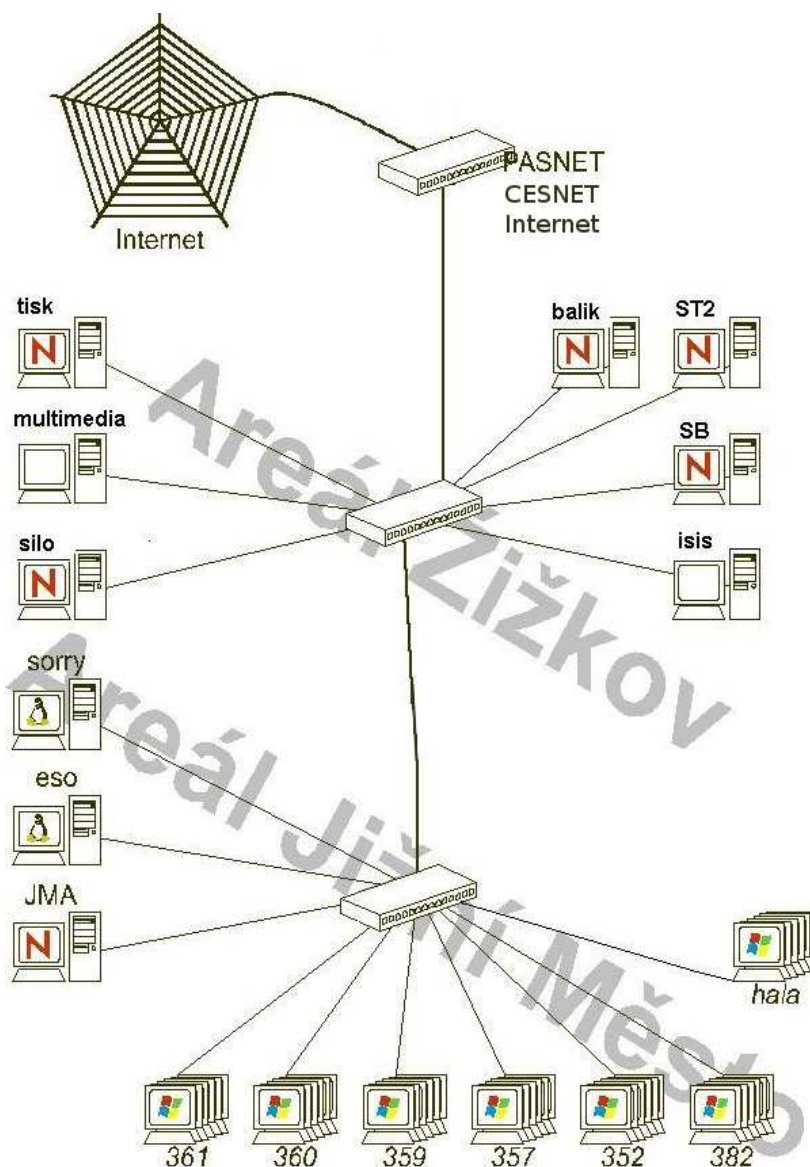 PASNET
CESNET
Internet
Internet
tisk
balik
ST2
multimedia
SB
silo
isis
Areál Žižkov
sorry
eso
JMA
Areál Jižní Město
hala
361
360
359
357
352
382
N
N
N
N
N
N